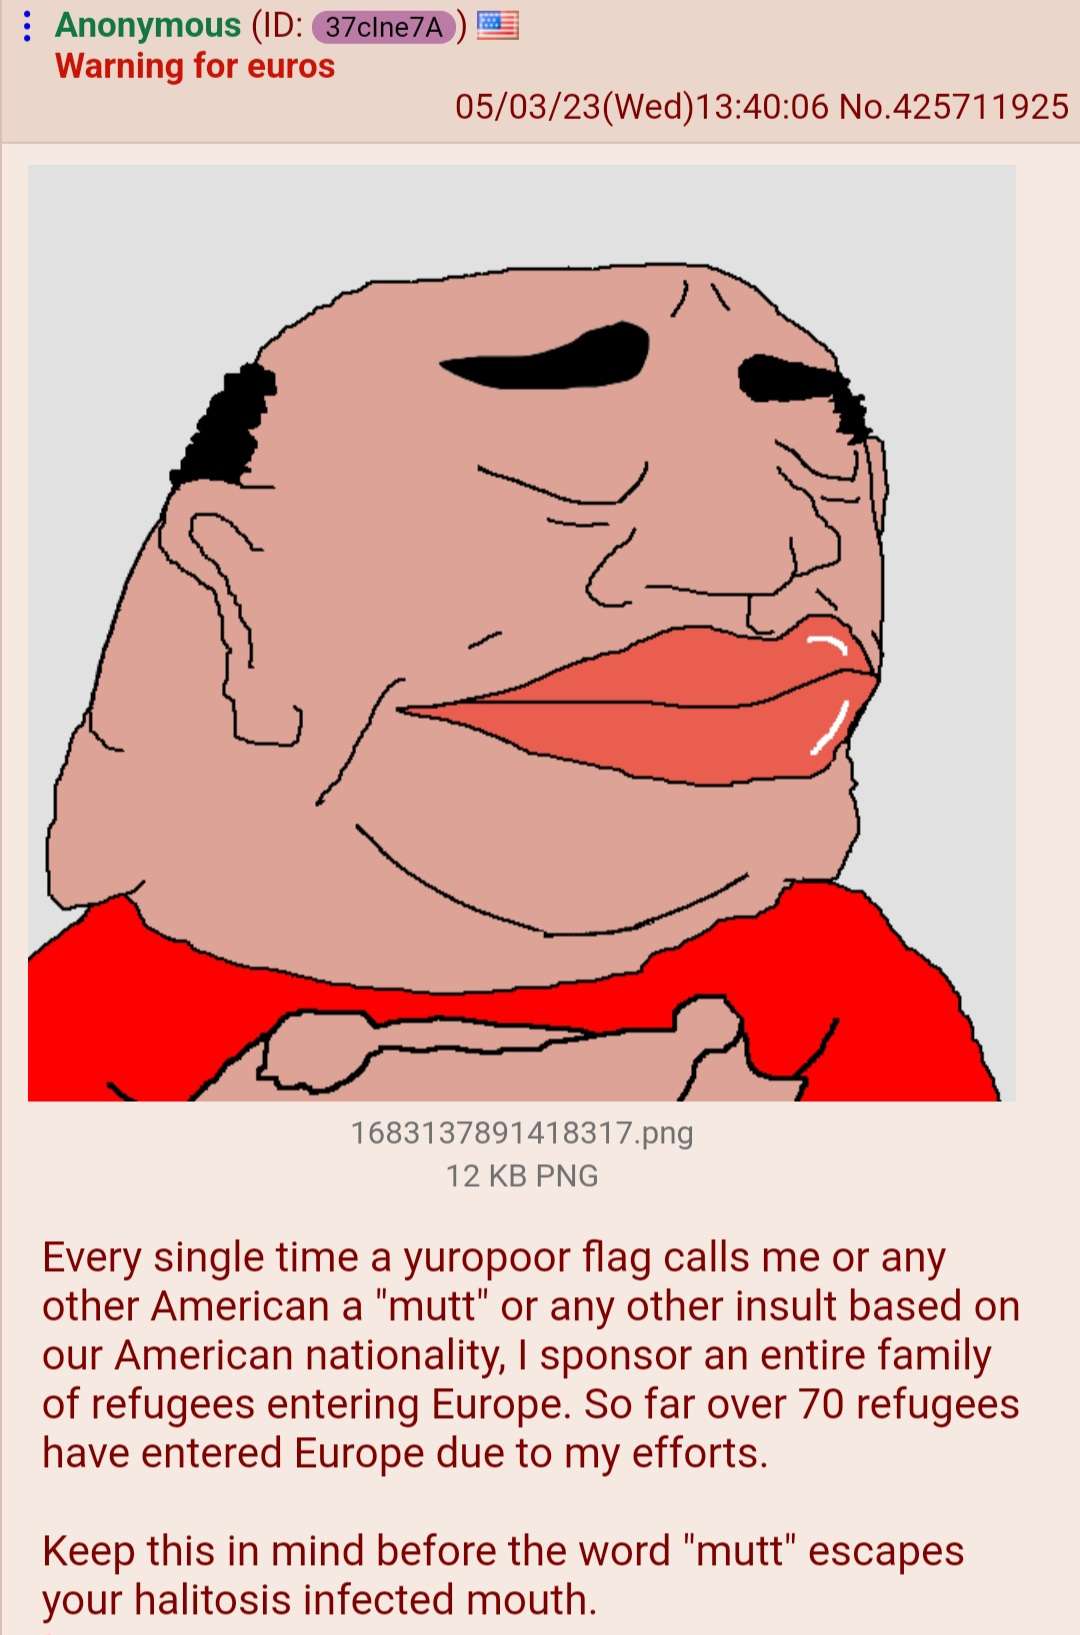 Anonymous (ID: 37clne7A)
Warning for euros
05/03/23(Wed)13:40:06 No.425711925
1683137891418317.png
12 KB PNG
Every single time a yuropoor flag calls me or any
other American a "mutt" or any other insult based on
our American nationality, I sponsor an entire family
of refugees entering Europe. So far over 70 refugees
have entered Europe due to my efforts.
Keep this in mind before the word "mutt" escapes
your halitosis infected mouth.